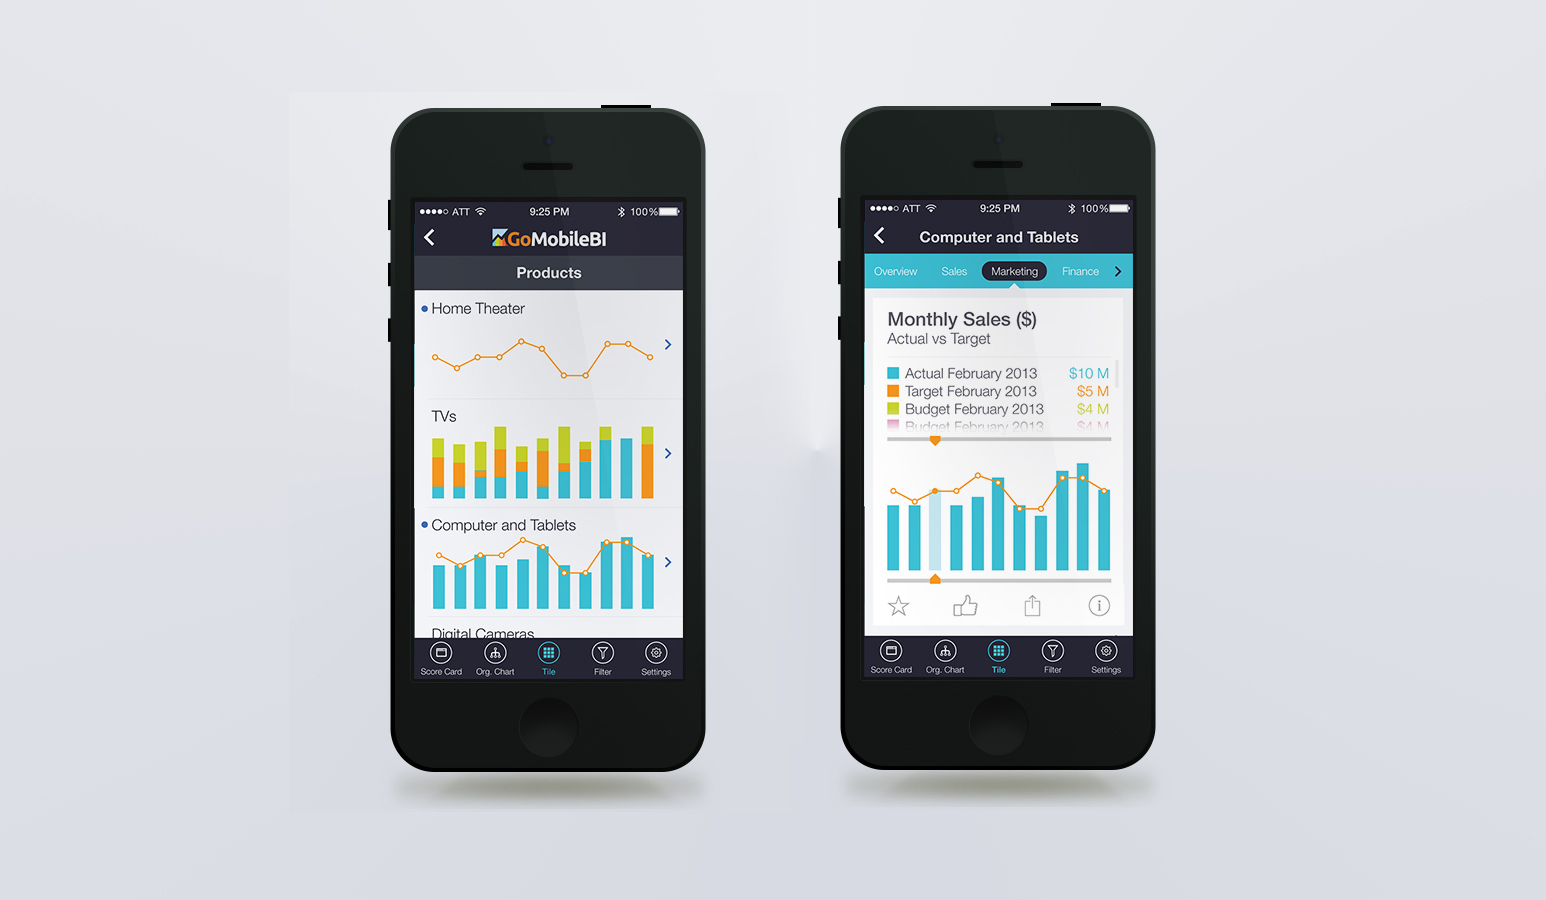 ATT 9:25 PM 100%
GoMobileBI
Products
Home Theater
TVs
Computer and Tablets
Digital Cameras
Score Card Org. Chart Tile Filter Settings
ATT 9:25 PM 100%
Computer and Tablets
Overview Sales Marketing Finance
Monthly Sales ($)
Actual vs Target
Actual February 2013 $10 M
Target February 2013 $5 M
Budget February 2013 $4 M
Budget February 2013 $4 M
Score Card Org. Chart Tile Filter Settings